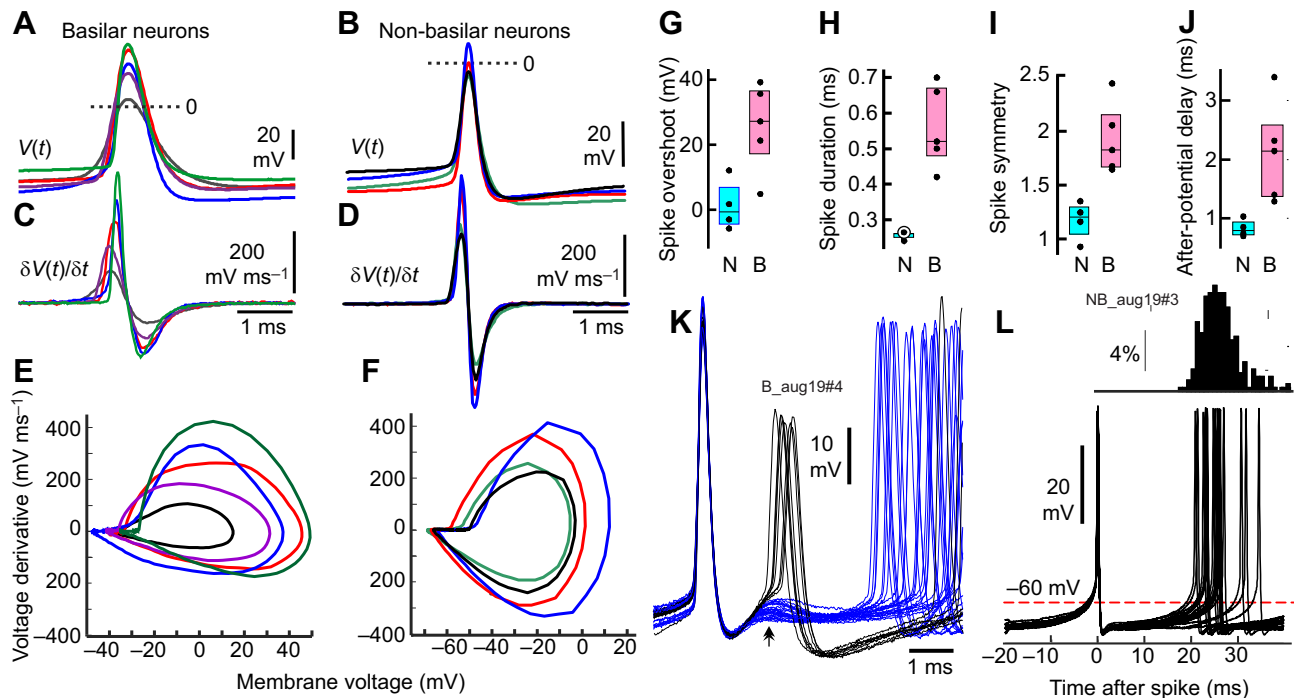 A
Basilar neurons
0
20
mV
V(t)
B
Non-basilar neurons
0
20
mV
V(t)
C
δV(t)/δt
200
mV ms–1
1 ms
D
δV(t)/δt
200
mV ms–1
1 ms
E
Voltage derivative (mV ms–1)
400
200
0
200
–400
–40
–20
0
20
40
F
400
200
0
200
–400
–80
–60
–40
–20
0
20
Membrane voltage (mV)
G
Spike overshoot (mV)
40
20
0
N
B
H
Spike duration (ms)
0.7
0.5
0.3
N
B
I
Spike symmetry
2.5
2
1.5
1
N
B
J
After-potential delay (ms)
3
2
1
N
B
K
B_aug19#4
10
mV
1 ms
L
NB_aug19#3
4%
20
mV
–60 mV
–20
–10
0
10
20
30
Time after spike (ms)